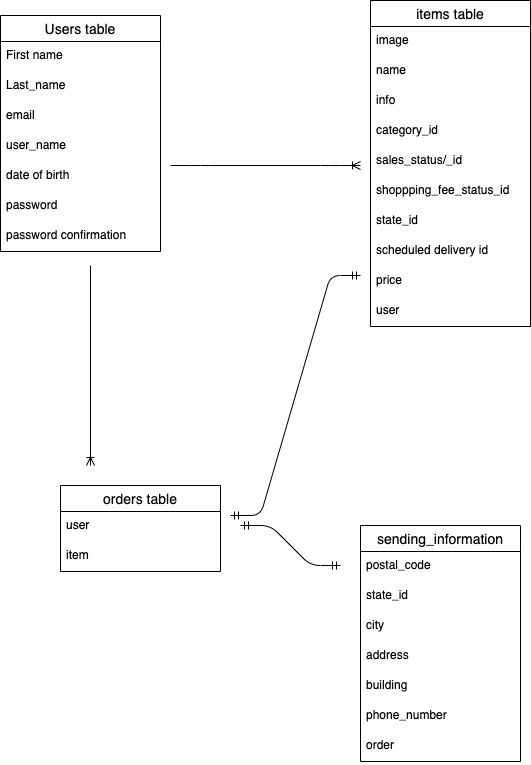 Users table
First name
Last_name
email
user_name
date of birth
password
password confirmation
items table
image
name
info
category_id
sales_status/_id
shoppping_fee_status_id
state_id
scheduled delivery id
price
user
orders table
user
item
sending_information
postal_code
state_id
city
address
building
phone_number
order